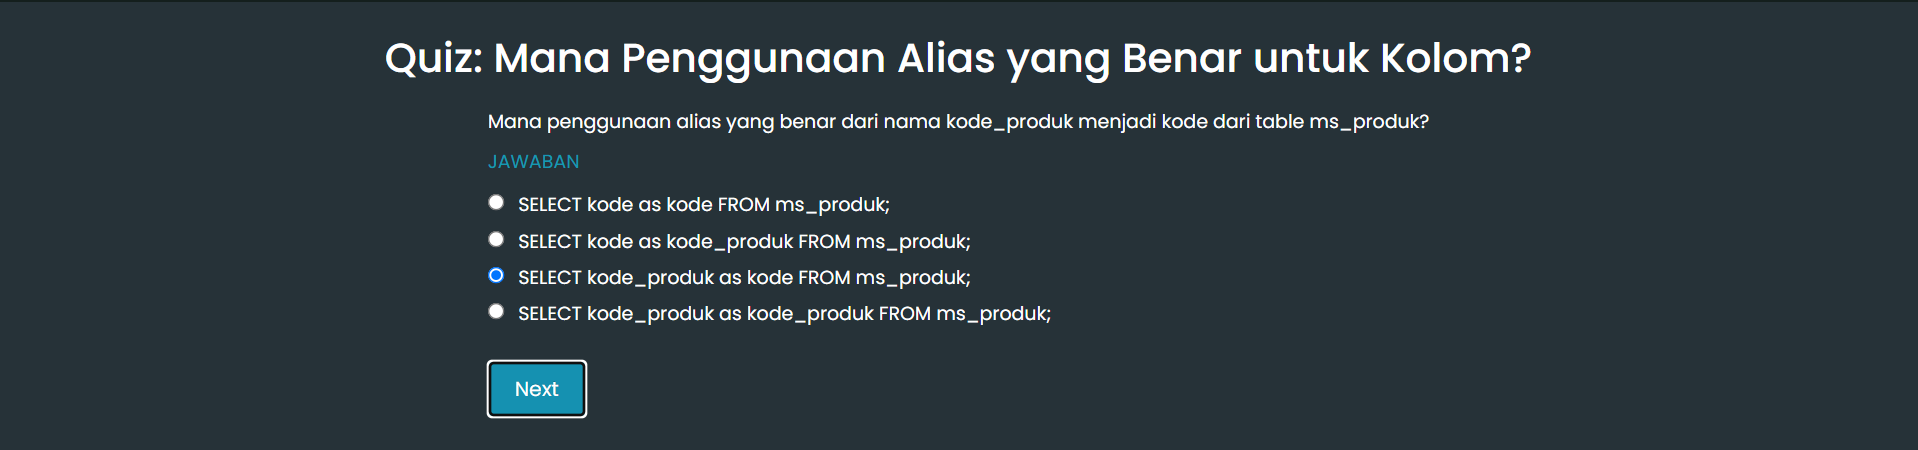 Quiz: Mana Penggunaan Alias yang Benar untuk Kolom?
Mana penggunaan alias yang benar dari nama kode_produk menjadi kode dari table ms_produk?
JAWABAN
SELECT kode as kode FROM ms_produk;
SELECT kode as kode_produk FROM ms_produk;
SELECT kode_produk as kode FROM ms_produk;
SELECT kode_produk as kode_produk FROM ms_produk;
Next